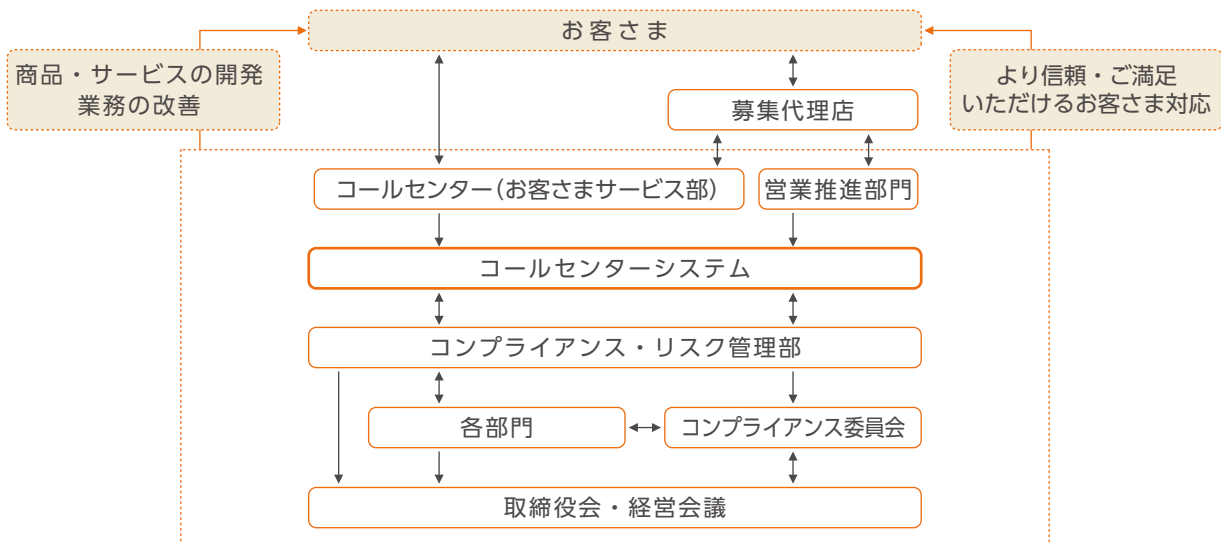 お客さま
商品・サービスの開発
業務の改善
より信頼・ご満足
いただけるお客さま対応
募集代理店
コールセンター(お客さまサービス部)
営業推進部門
コールセンターシステム
コンプライアンス・リスク管理部
各部門
コンプライアンス委員会
取締役会・経営会議